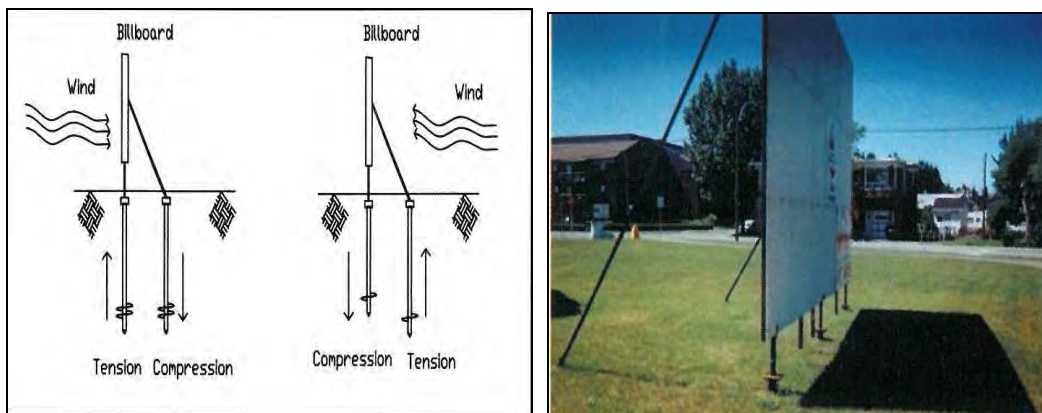 Billboard
Wind
Tension Compression
Billboard
Wind
Compression Tension